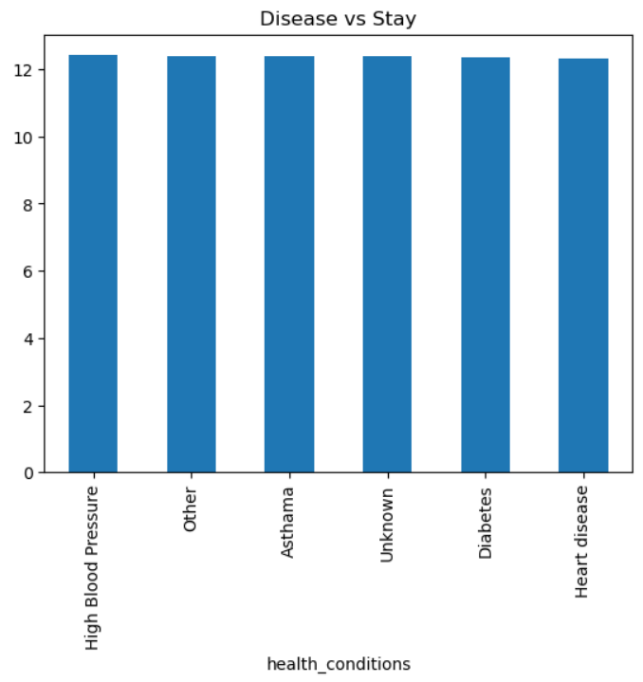 Disease vs Stay
12
10
8
6
4
2
0
High Blood Pressure
Other
Asthama
Unknown
Diabetes
Heart disease
health_conditions